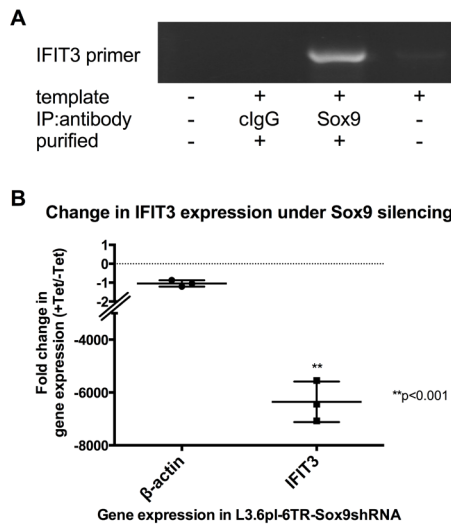 A
IFIT3 primer
template - + + +
IP:antibody - cIgG Sox9 -
purified - + + -
B
Change in IFIT3 expression under Sox9 silencing
Fold change in
gene expression (+Tet/-Tet)
1
0
-1
-2
-4000
-6000
-8000
**
**p<0.001
β-actin
IFIT3
Gene expression in L3.6pl-6TR-Sox9shRNA